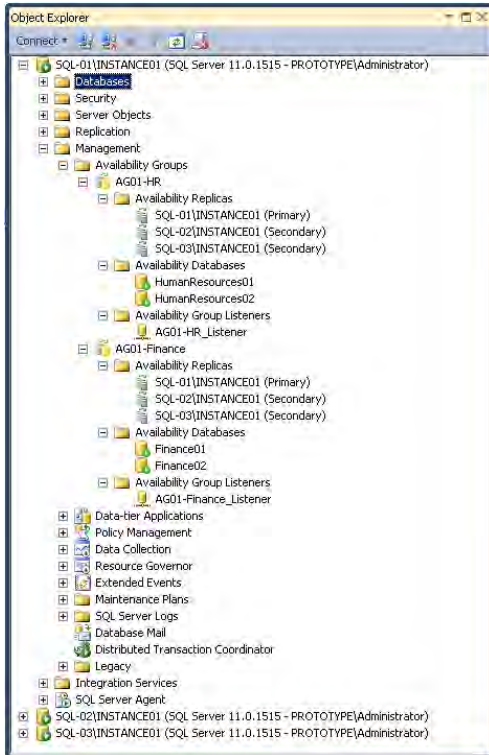 Object Explorer
Connect
SQL-01\INSTANCE01 (SQL Server 11.0.1515 - PROTOTYPE\Administrator)
Databases
Security
Server Objects
Replication
Management
Availability Groups
AG01-HR
Availability Replicas
SQL-01\INSTANCE01 (Primary)
SQL-02\INSTANCE01 (Secondary)
SQL-03\INSTANCE01 (Secondary)
Availability Databases
HumanResources01
HumanResources02
Availability Group Listeners
AG01-HR_Listener
AG01-Finance
Availability Replicas
SQL-01\INSTANCE01 (Primary)
SQL-02\INSTANCE01 (Secondary)
SQL-03\INSTANCE01 (Secondary)
Availability Databases
Finance01
Finance02
Availability Group Listeners
AG01-Finance_Listener
Data-tier Applications
Policy Management
Data Collection
Resource Governor
Extended Events
Maintenance Plans
SQL Server Logs
Database Mail
Distributed Transaction Coordinator
Legacy
Integration Services
SQL Server Agent
SQL-02\INSTANCE01 (SQL Server 11.0.1515 - PROTOTYPE\Administrator)
SQL-03\INSTANCE01 (SQL Server 11.0.1515 - PROTOTYPE\Administrator)